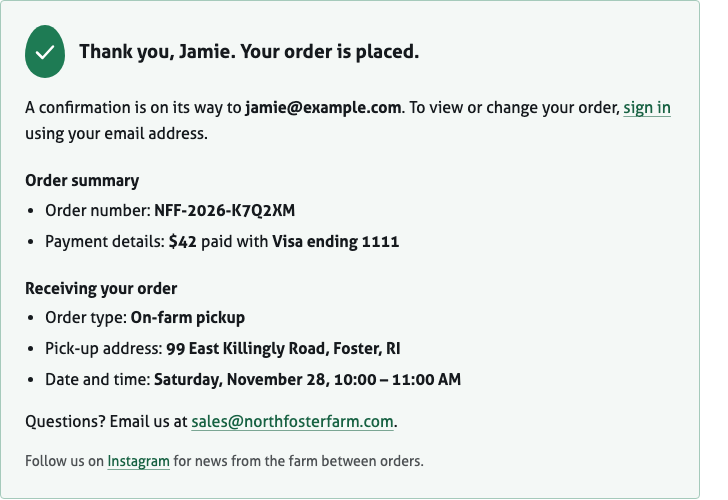 Thank you, Jamie. Your order is placed.
A confirmation is on its way to jamie@example.com. To view or change your order, sign in
using your email address.
Order summary
• Order number: NFF-2026-K7Q2XM
• Payment details: $42 paid with Visa ending 1111
Receiving your order
• Order type: On-farm pickup
• Pick-up address: 99 East Killingly Road, Foster, RI
• Date and time: Saturday, November 28, 10:00 – 11:00 AM
Questions? Email us at sales@northfosterfarm.com.
Follow us on Instagram for news from the farm between orders.